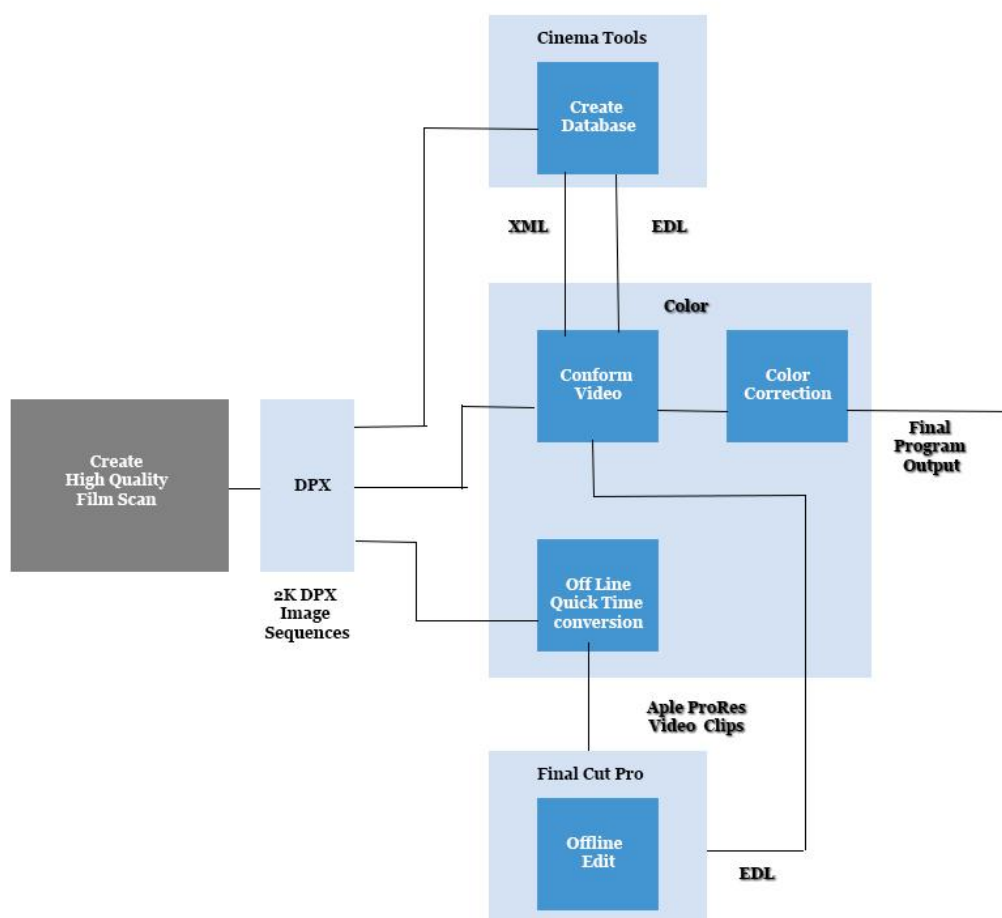 Cinema Tools
Create
Database
XML
EDL
Color
Conform
Video
Color
Correction
Final
Program
Output
Create
High Quality
Film Scan
DPX
2K DPX
Image
Sequences
Off Line
Quick Time
conversion
Aple ProRes
Video Clips
Final Cut Pro
Offline
Edit
EDL